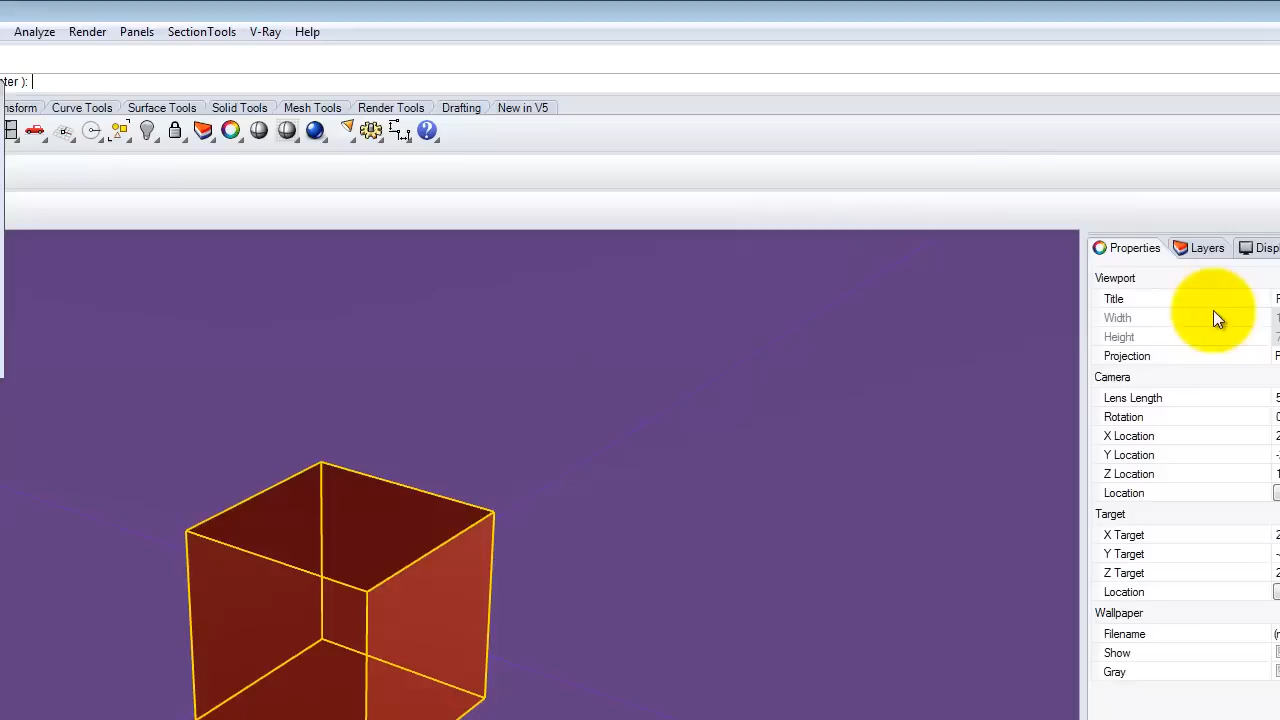 Analyze Render Panels SectionTools V-Ray Help
ter ):
nsform Curve Tools Surface Tools Solid Tools Mesh Tools Render Tools Drafting New in V5
Properties Layers Disp
Viewport
Title
Width
Height
Projection
Camera
Lens Length
Rotation
X Location
Y Location
Z Location
Location
Target
X Target
Y Target
Z Target
Location
Wallpaper
Filename
Show
Gray